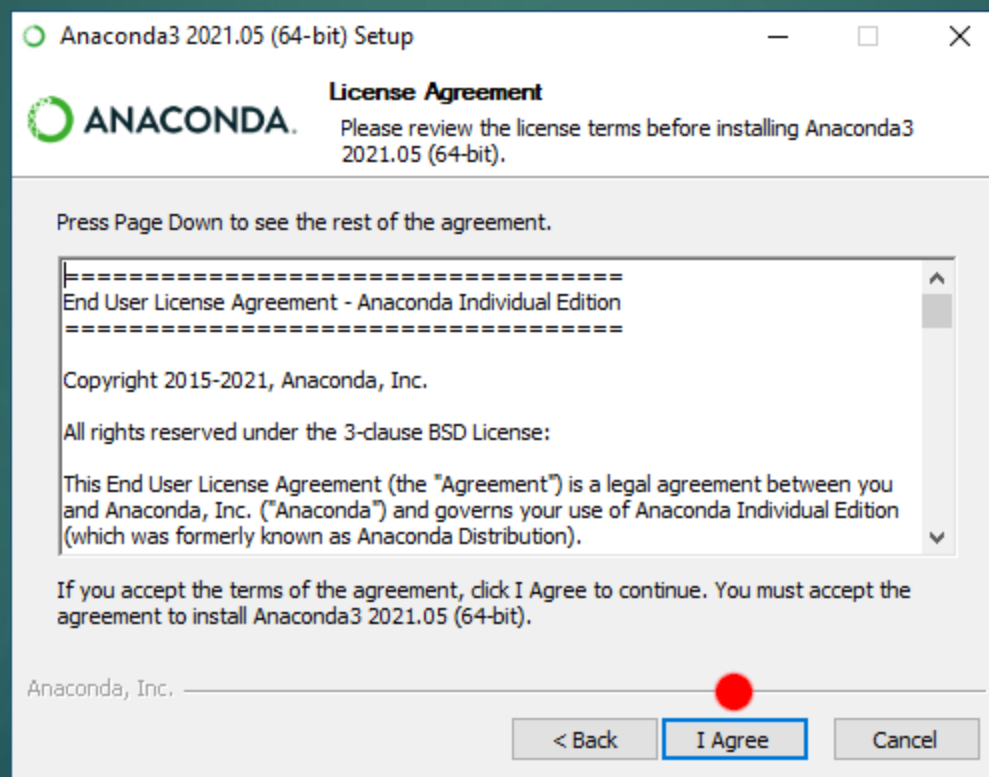 Anaconda3 2021.05 (64-bit) Setup
ANACONDA.
License Agreement
Please review the license terms before installing Anaconda3
2021.05 (64-bit).
Press Page Down to see the rest of the agreement.
===================================
End User License Agreement - Anaconda Individual Edition
===================================
Copyright 2015-2021, Anaconda, Inc.
All rights reserved under the 3-clause BSD License:
This End User License Agreement (the "Agreement") is a legal agreement between you
and Anaconda, Inc. ("Anaconda") and governs your use of Anaconda Individual Edition
(which was formerly known as Anaconda Distribution).
If you accept the terms of the agreement, click I Agree to continue. You must accept the
agreement to install Anaconda3 2021.05 (64-bit).
Anaconda, Inc.
< Back
I Agree
Cancel